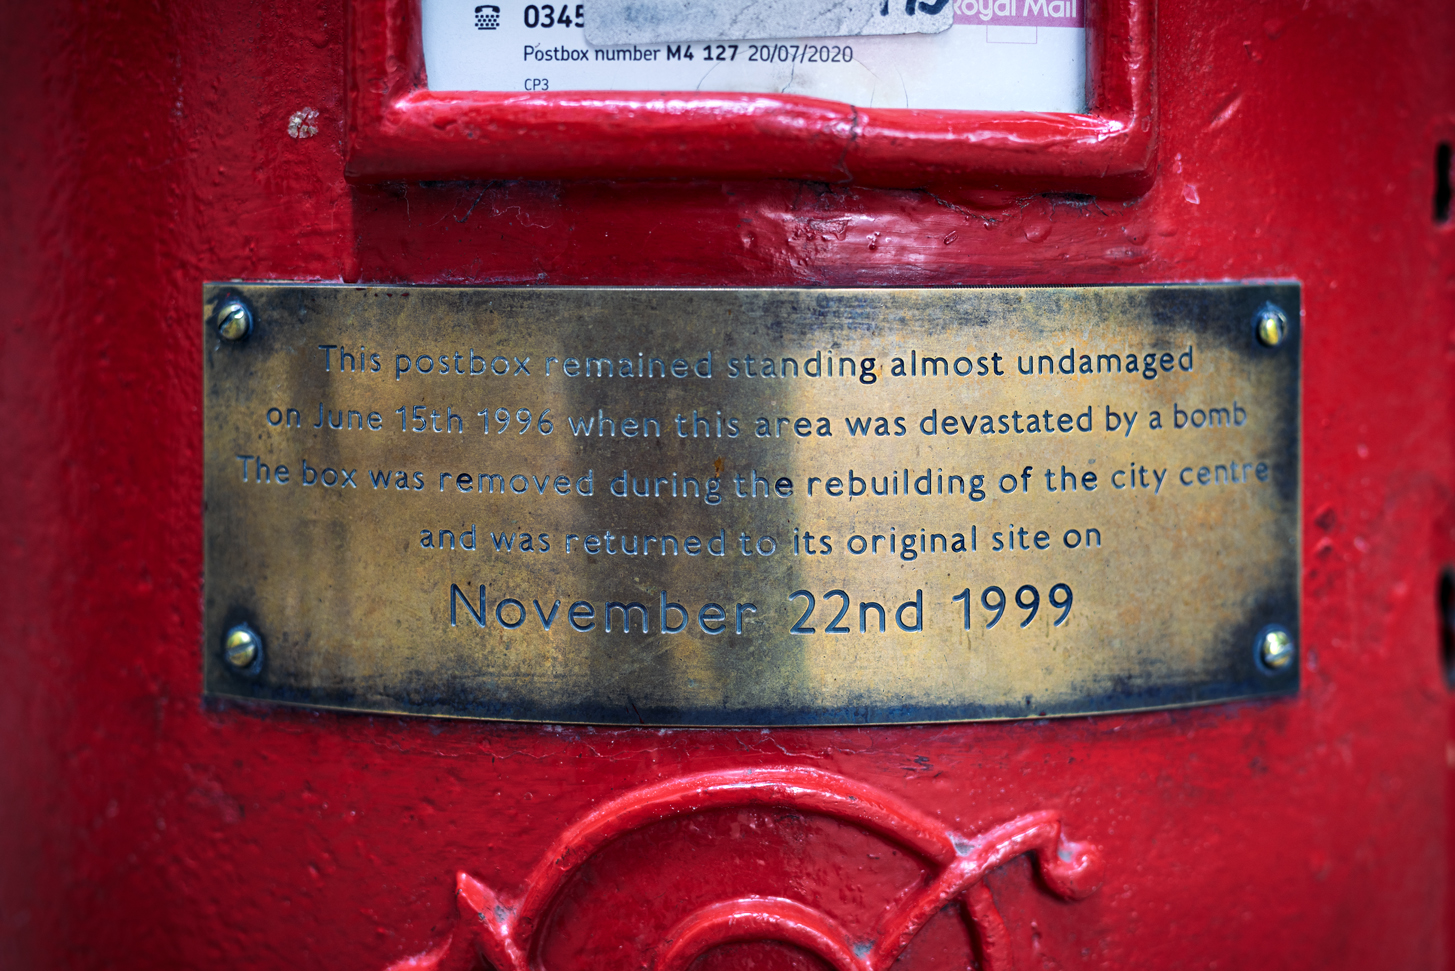 0345
Royal Mail
Postbox number M4 127 20/07/2020
CP3
This postbox remained standing almost undamaged
on June 15th 1996 when this area was devastated by a bomb
The box was removed during the rebuilding of the city centre
and was returned to its original site on
November 22nd 1999